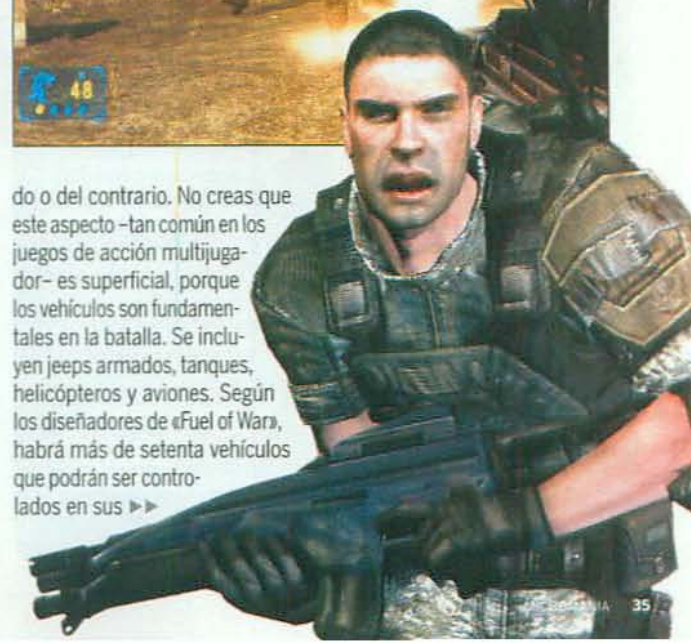 48
do o del contrario. No creas que
este aspecto –tan común en los
juegos de acción multijuga-
dor– es superficial, porque
los vehículos son fundamen-
tales en la batalla. Se inclu-
yen jeeps armados, tanques,
helicópteros y aviones. Según
los diseñadores de «Fuel of War»,
habrá más de setenta vehículos
que podrán ser contro-
lados en sus ►►
MICROMANÍA 35